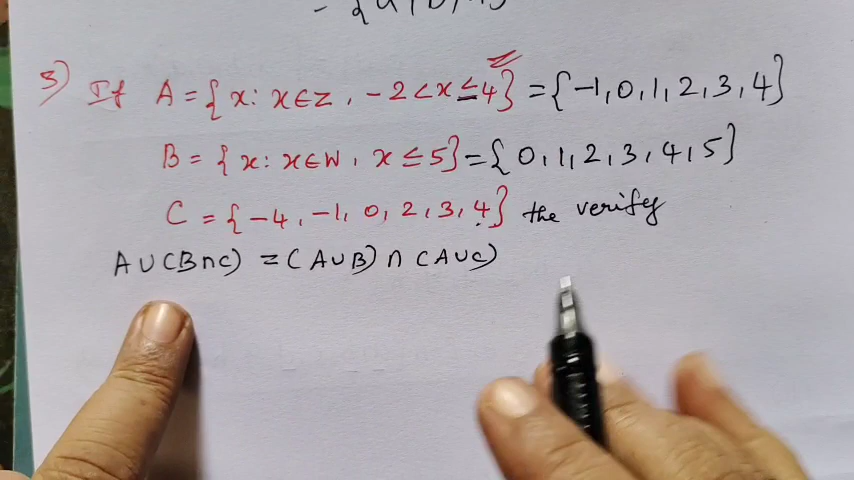 3) If A = { x : x ∈ Z , -2 < x ≤ 4 } = { -1, 0, 1, 2, 3, 4 }
B = { x : x ∈ W , x ≤ 5 } = { 0, 1, 2, 3, 4, 5 }
C = { -4, -1, 0, 2, 3, 4 } the verify
A ∪ (B ∩ C) = (A ∪ B) ∩ (A ∪ C)